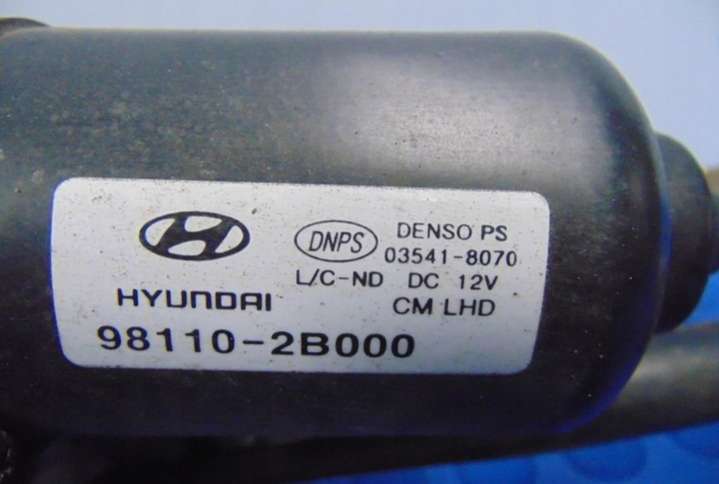 DNPS
DENSO PS
03541-8070
L/C-ND DC 12V
HYUNDAI
CM LHD
98110-2B000